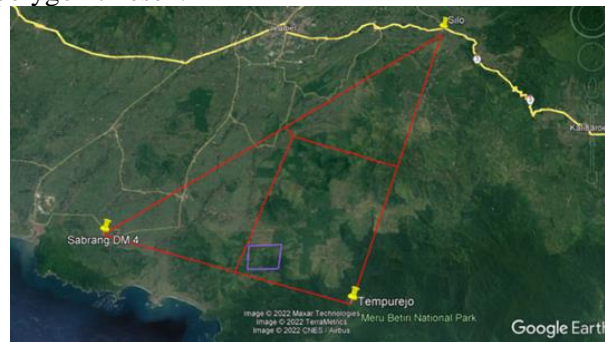 Silo
Sabrang DM 4
Tempurejo
Image © 2022 Maxar Technologies
Image © 2022 TerraMetrics
Image © 2022 CNES / Airbus
Meru Betiri National Park
Google Earth